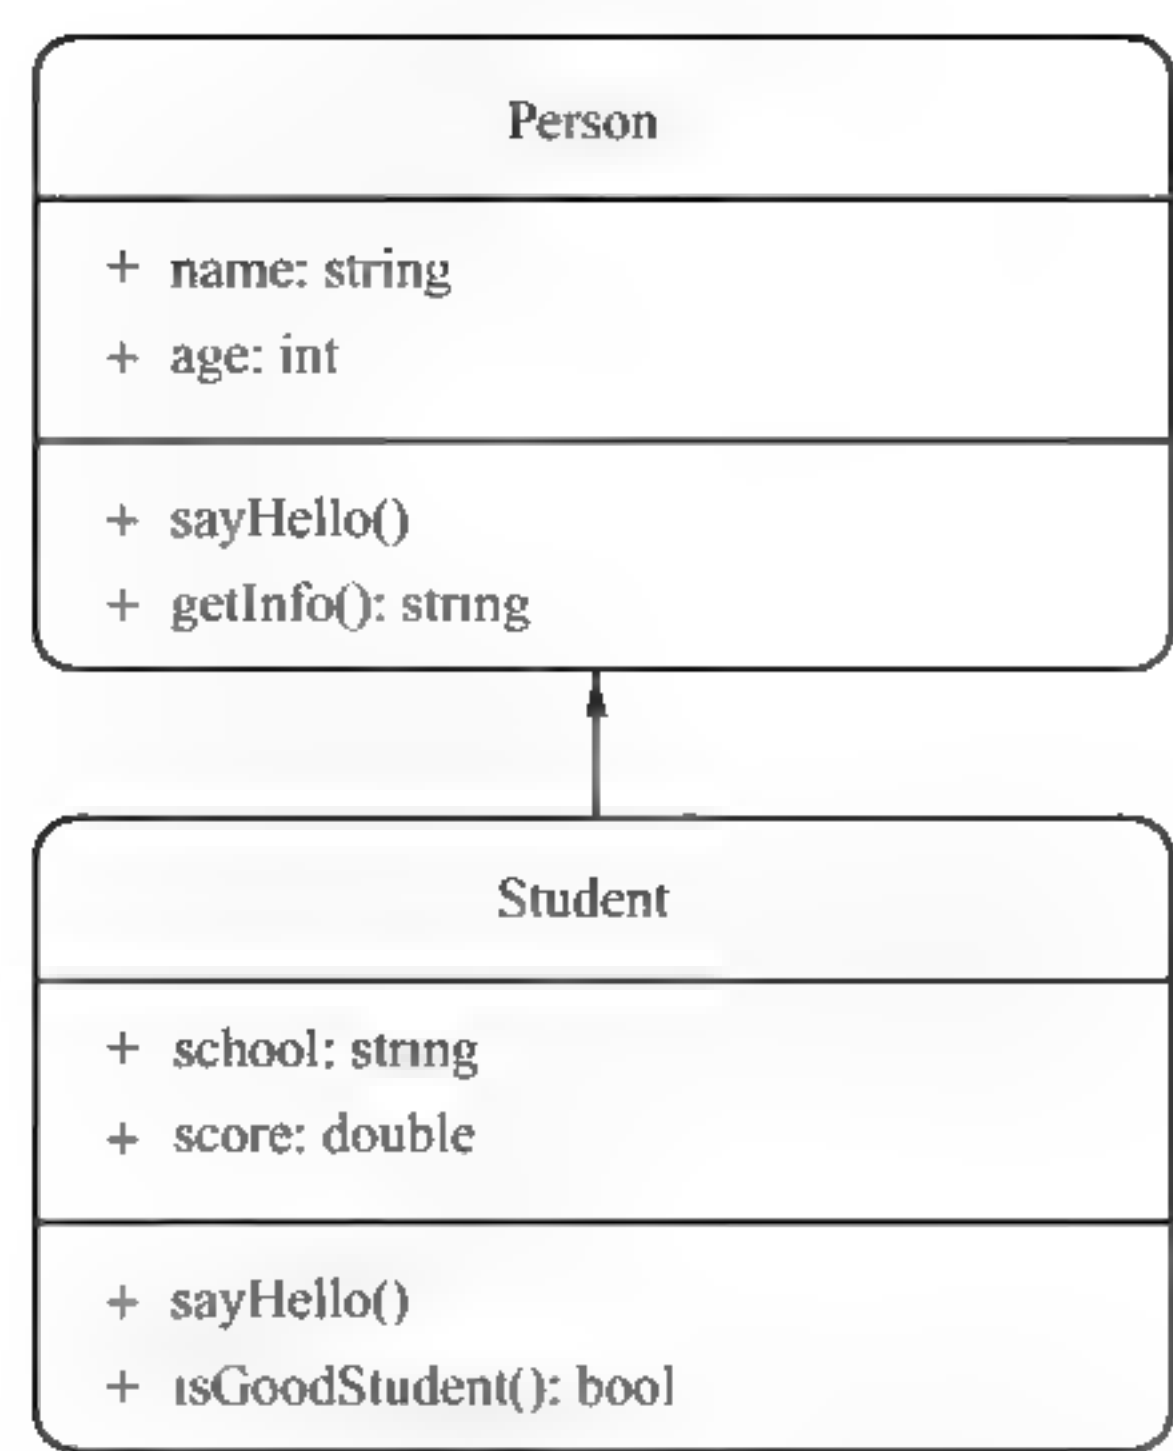 Person
+ name: string
+ age: int
+ sayHello()
+ getInfo(): string
Student
+ school: string
+ score: double
+ sayHello()
+ isGoodStudent(): bool